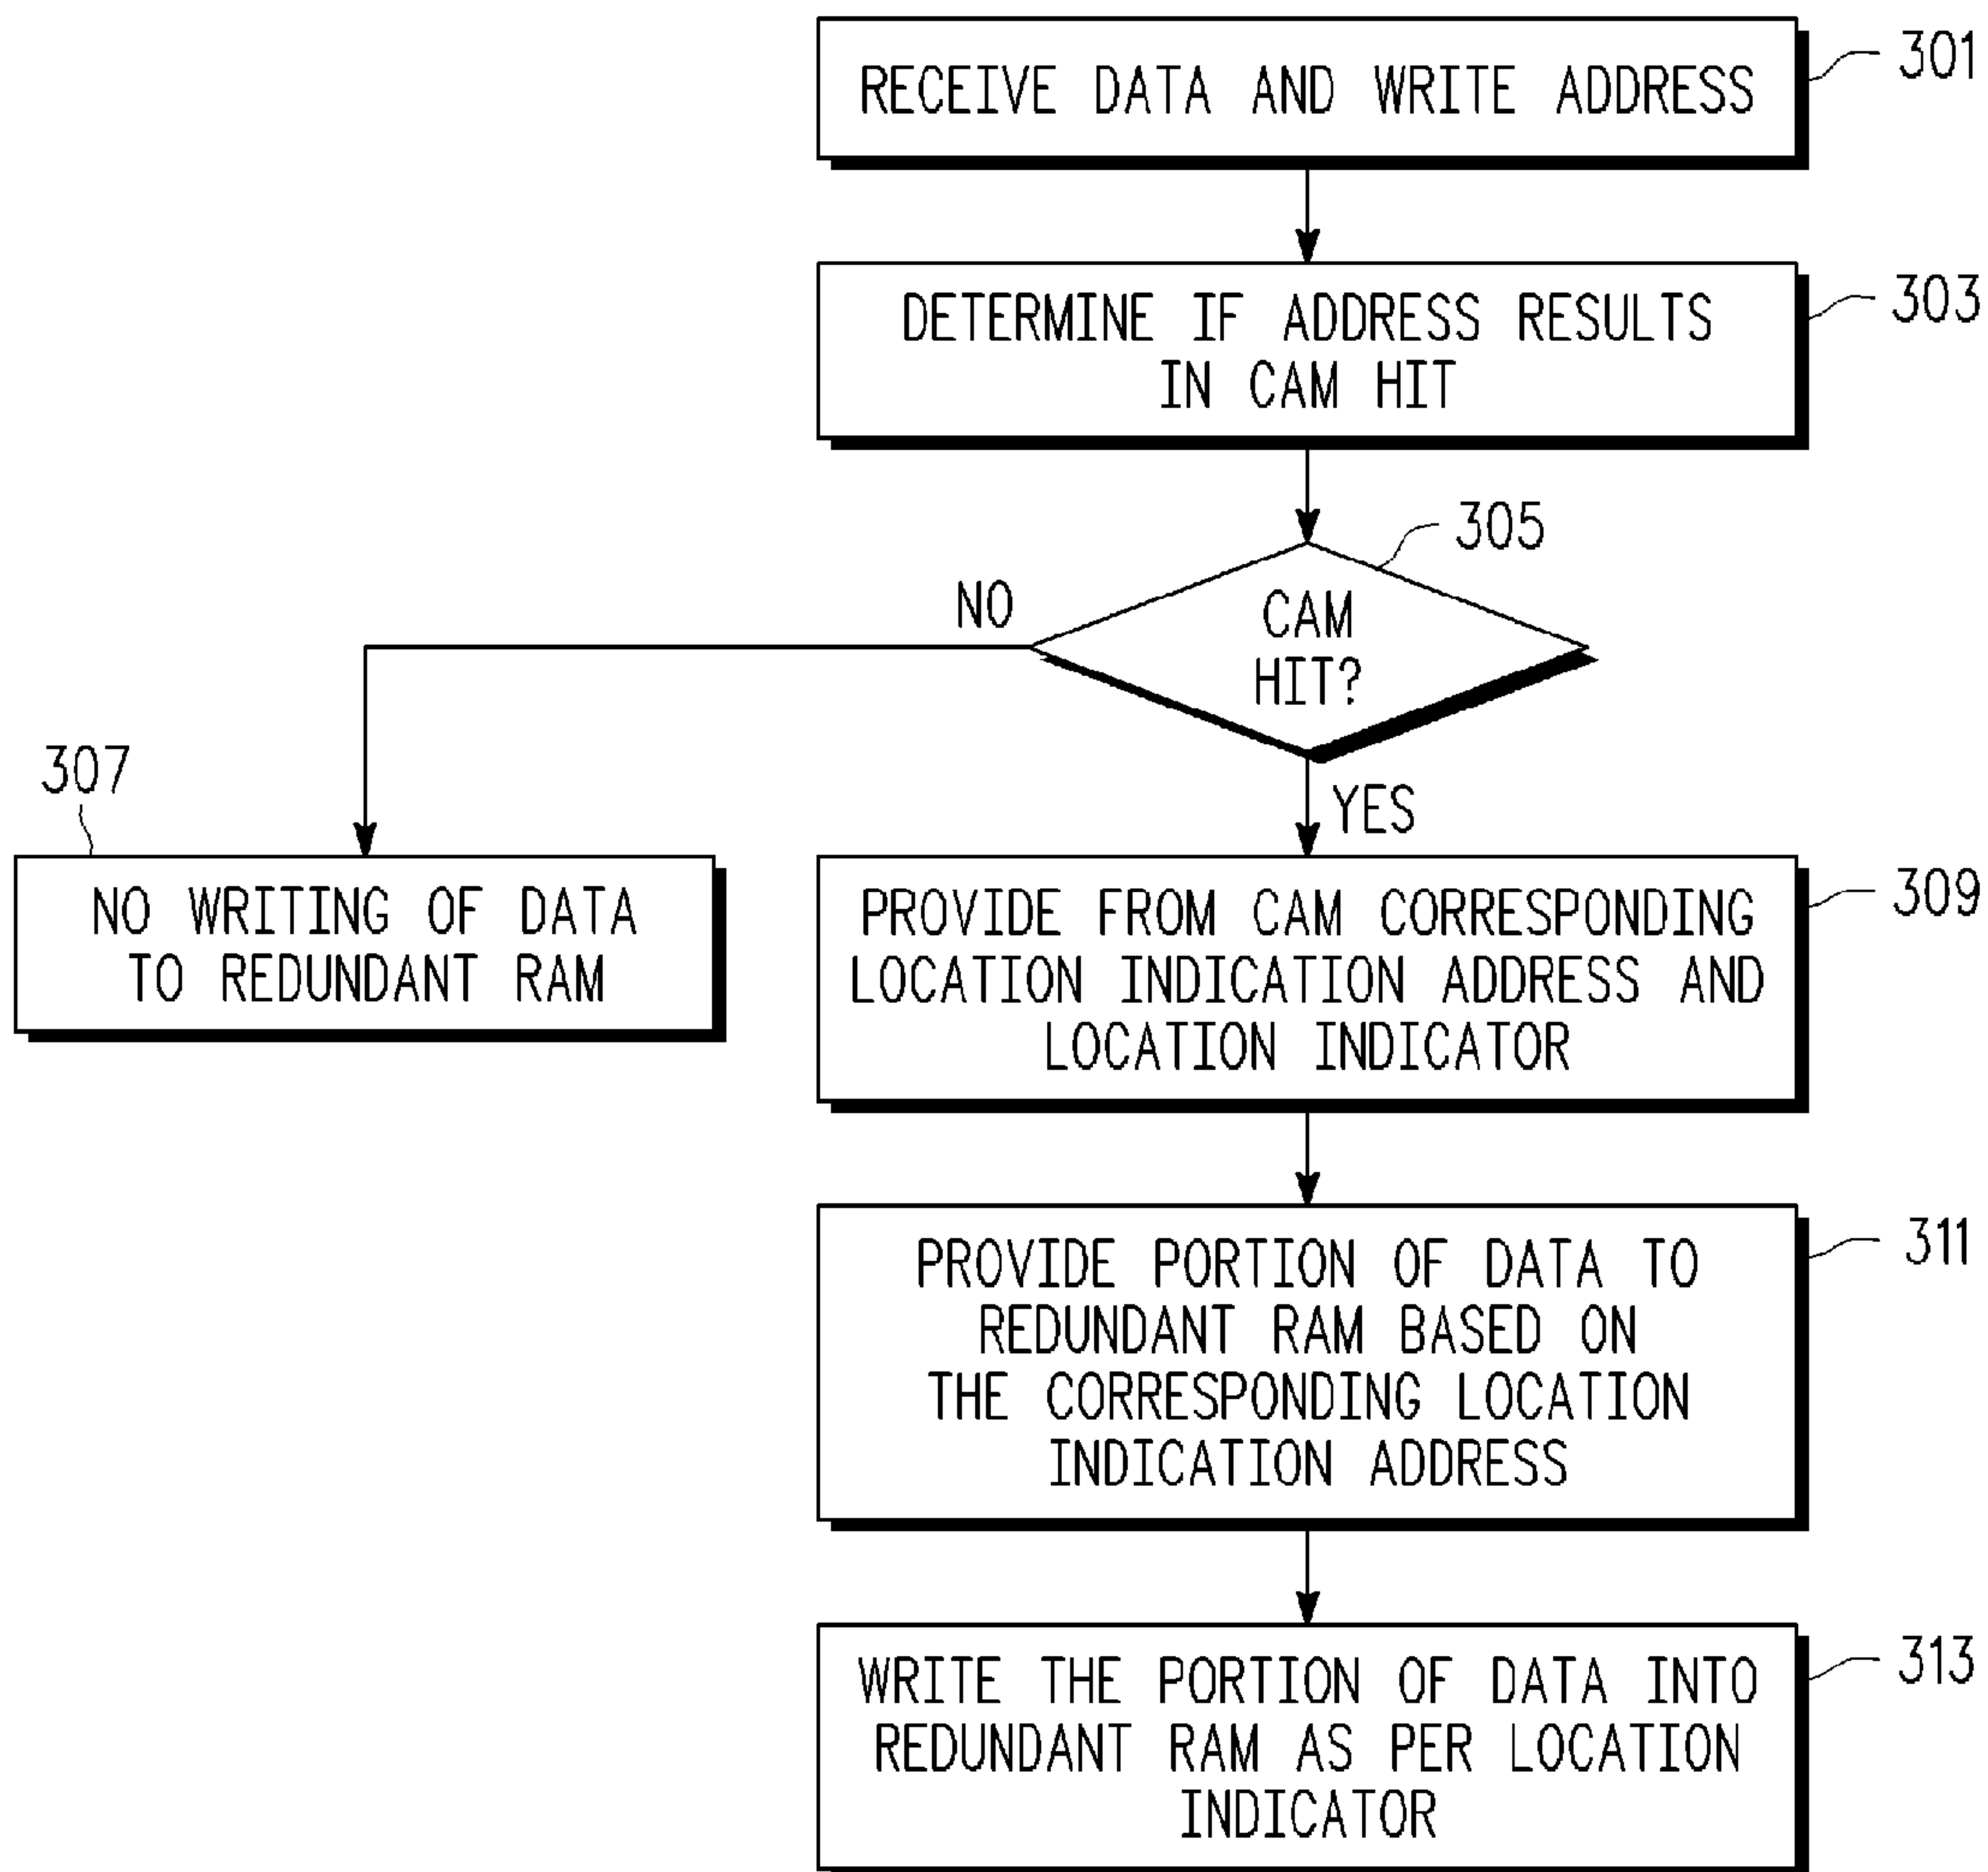 RECEIVE DATA AND WRITE ADDRESS
301
DETERMINE IF ADDRESS RESULTS
IN CAM HIT
303
305
CAM
HIT?
NO
YES
307
NO WRITING OF DATA
TO REDUNDANT RAM
PROVIDE FROM CAM CORRESPONDING
LOCATION INDICATION ADDRESS AND
LOCATION INDICATOR
309
PROVIDE PORTION OF DATA TO
REDUNDANT RAM BASED ON
THE CORRESPONDING LOCATION
INDICATION ADDRESS
311
WRITE THE PORTION OF DATA INTO
REDUNDANT RAM AS PER LOCATION
INDICATOR
313